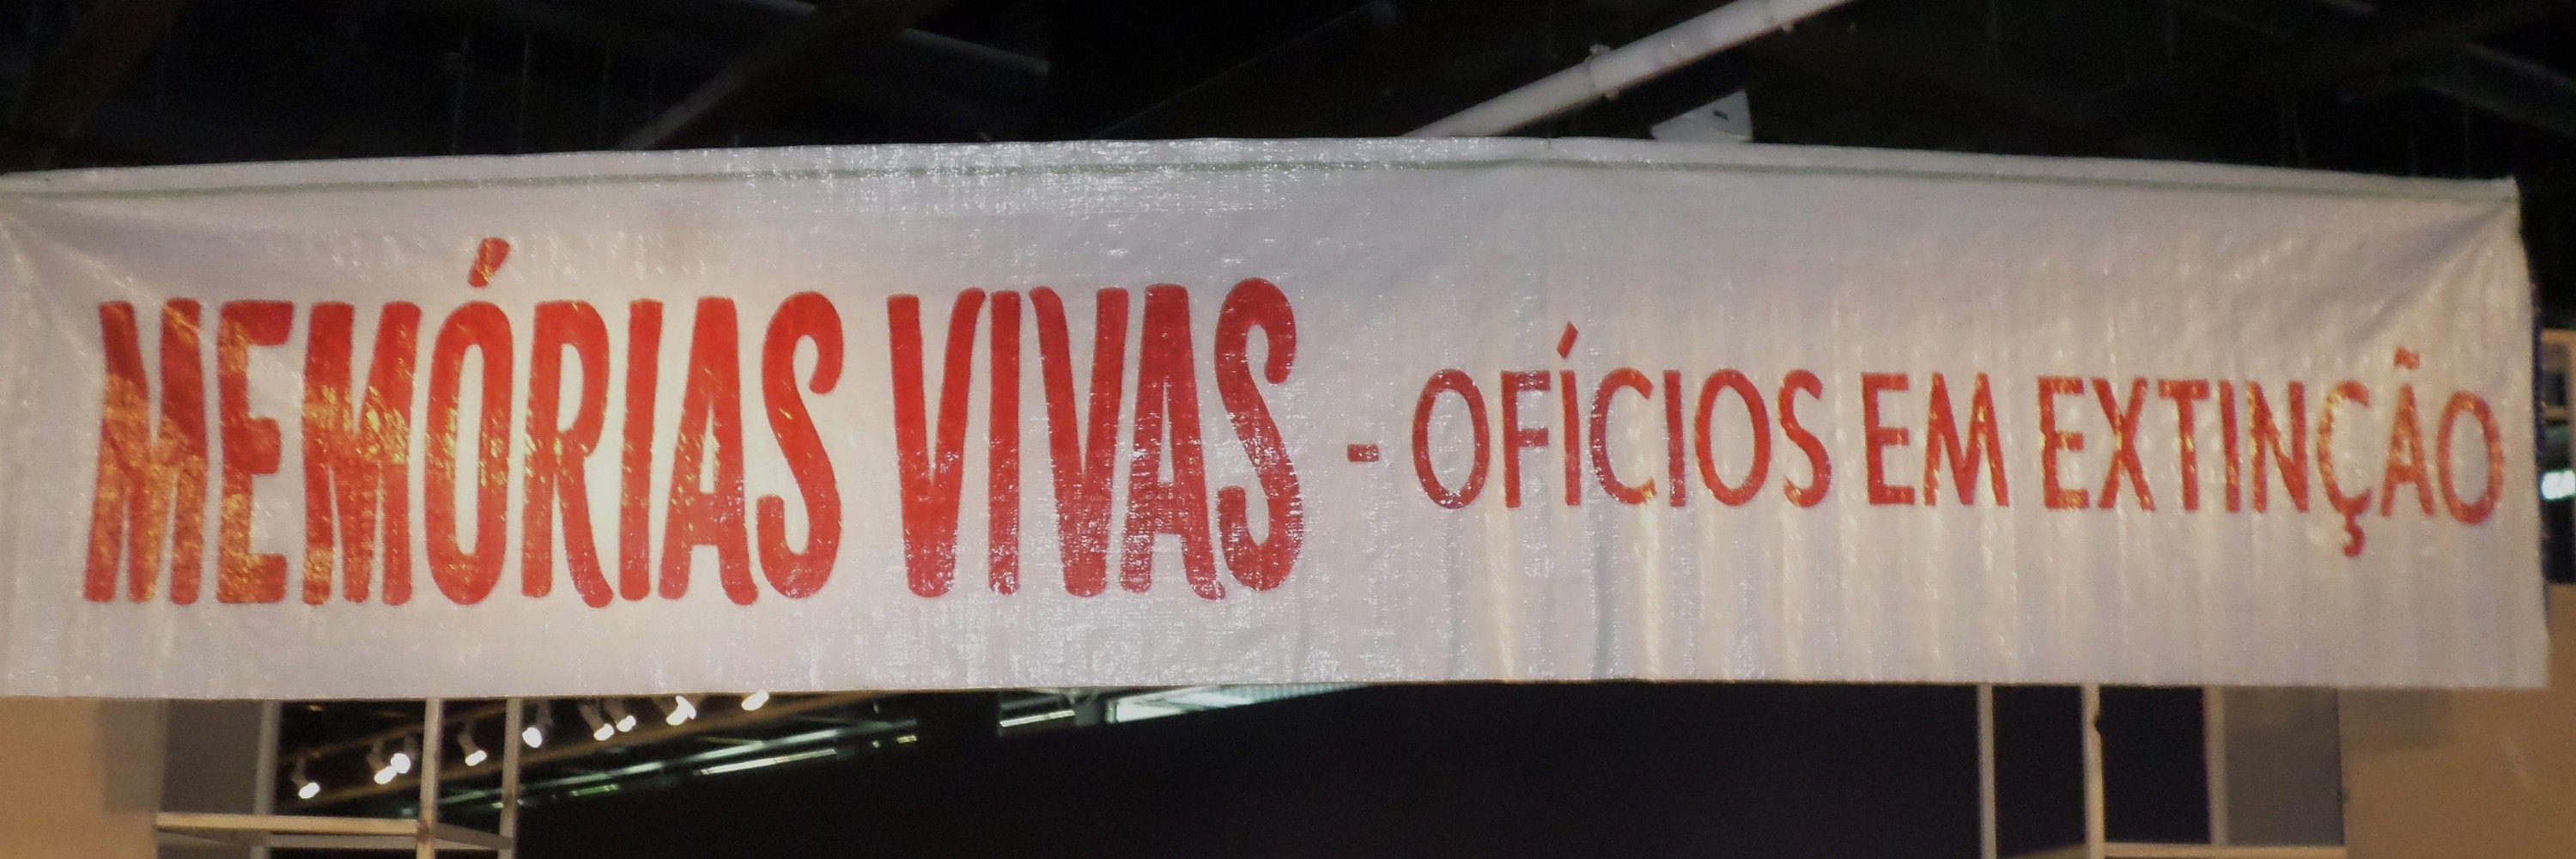 MEMÓRIAS VIVAS - OFÍCIOS EM EXTINÇÃO